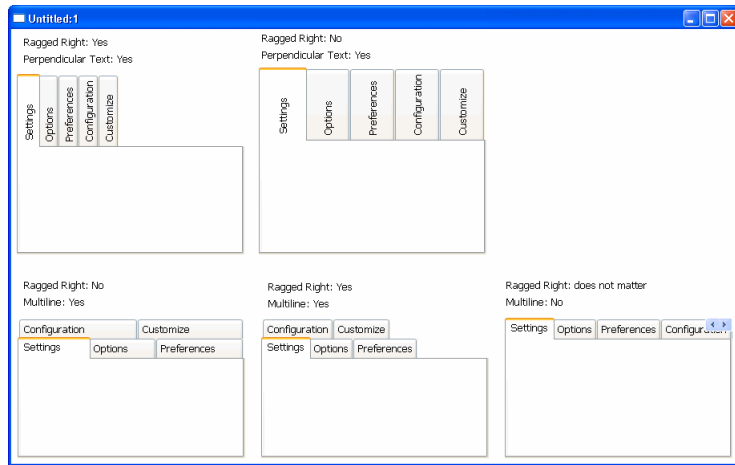 Untitled:1
Ragged Right: Yes
Perpendicular Text: Yes
Settings
Options
Preferences
Configuration
Customize
Ragged Right: No
Perpendicular Text: Yes
Settings
Options
Preferences
Configuration
Customize
Ragged Right: No
Multiline: Yes
Configuration Customize
Settings Options Preferences
Ragged Right: Yes
Multiline: Yes
Configuration Customize
Settings Options Preferences
Ragged Right: does not matter
Multiline: No
Settings Options Preferences Configuration